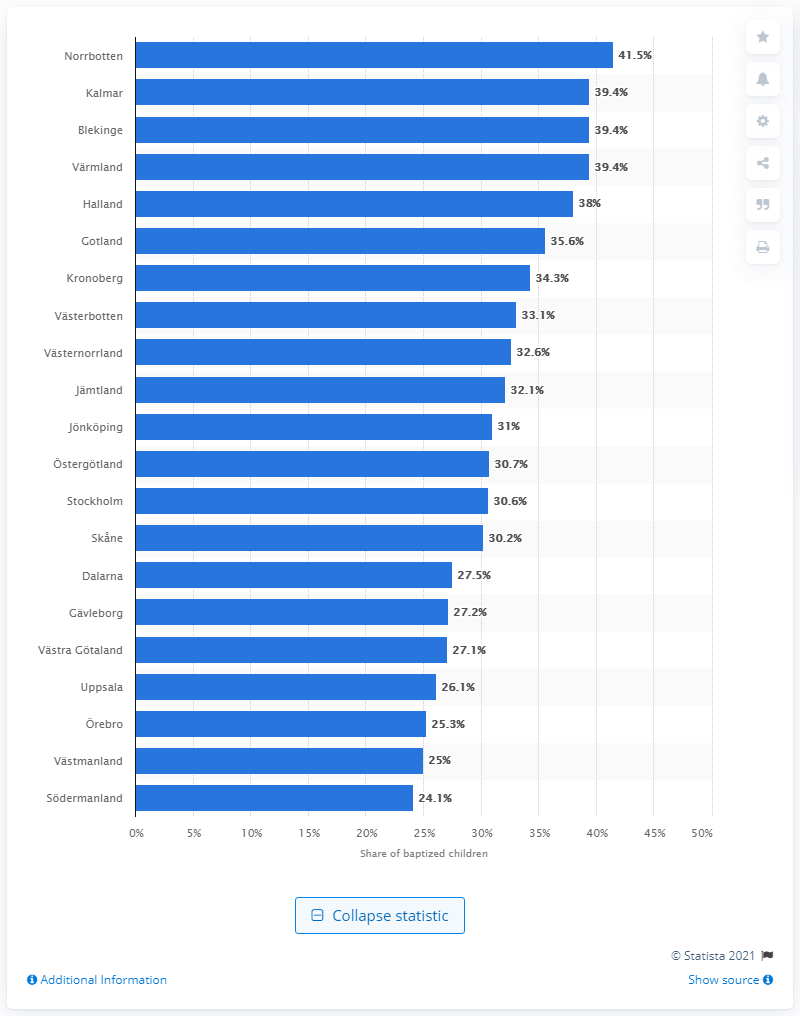 Norrbotten 41.5%
Kalmar 39.4%
Blekinge 39.4%
Värmland 39.4%
Halland 38%
Gotland 35.6%
Kronoberg 34.3%
Västerbotten 33.1%
Västernorrland 32.6%
Jämtland 32.1%
Jönköping 31%
Östergötland 30.7%
Stockholm 30.6%
Skåne 30.2%
Dalarna 27.5%
Gävleborg 27.2%
Västra Götaland 27.1%
Uppsala 26.1%
Örebro 25.3%
Västmanland 25%
Södermanland 24.1%
0% 5% 10% 15% 20% 25% 30% 35% 40% 45% 50%
Share of baptized children
Collapse statistic
© Statista 2021
Additional Information Show source